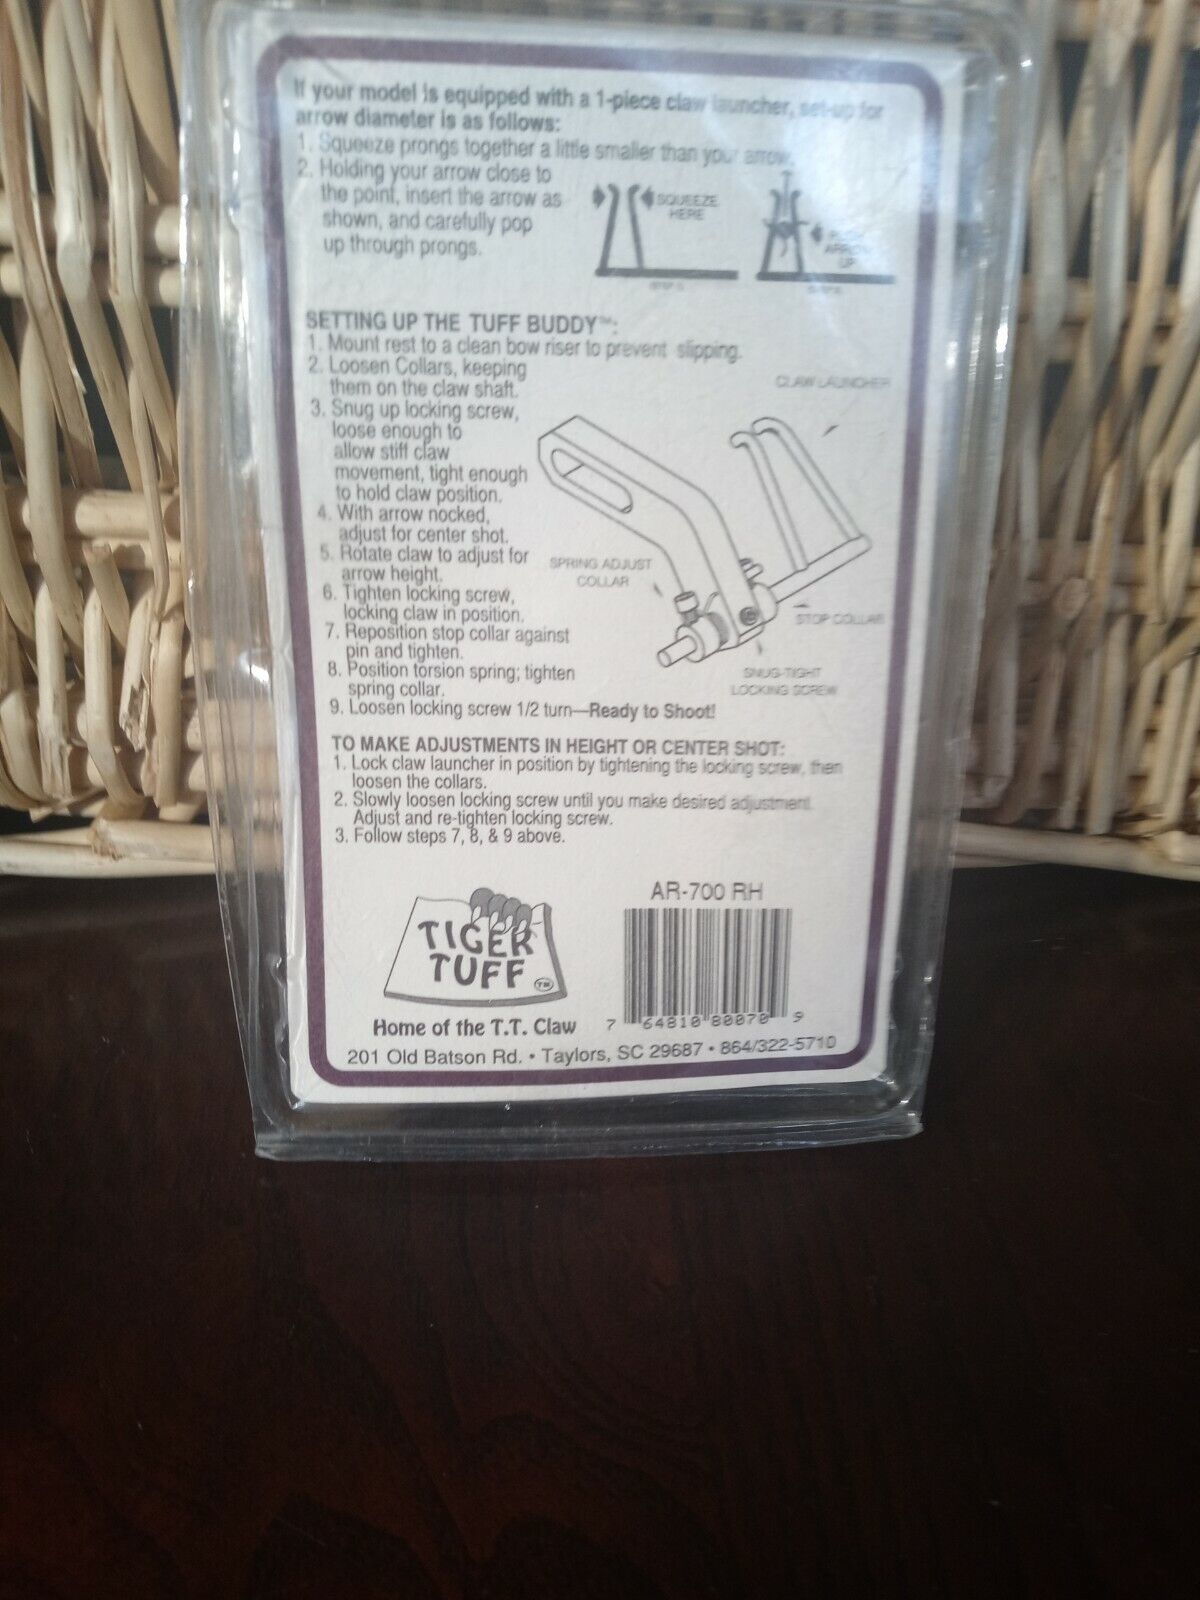 If your model is equipped with a 1-piece claw launcher, set-up for
arrow diameter is as follows:
1. Squeeze prongs together a little smaller than your arrow.
2. Holding your arrow close to
the point, insert the arrow as
shown, and carefully pop
up through prongs.
SQUEEZE
HERE
ARROW
UP
SETTING UP THE TUFF BUDDY™:
1. Mount rest to a clean bow riser to prevent slipping.
2. Loosen Collars, keeping
them on the claw shaft.
3. Snug up locking screw,
loose enough to
allow stiff claw
movement, tight enough
to hold claw position.
4. With arrow nocked,
adjust for center shot.
5. Rotate claw to adjust for
arrow height.
6. Tighten locking screw,
locking claw in position.
7. Reposition stop collar against
pin and tighten.
8. Position torsion spring; tighten
spring collar.
9. Loosen locking screw 1/2 turn—Ready to Shoot!
CLAW LAUNCHER
SPRING ADJUST
COLLAR
STOP COLLAR
SNUG-TIGHT
LOCKING SCREW
TO MAKE ADJUSTMENTS IN HEIGHT OR CENTER SHOT:
1. Lock claw launcher in position by tightening the locking screw, then
loosen the collars.
2. Slowly loosen locking screw until you make desired adjustment.
Adjust and re-tighten locking screw.
3. Follow steps 7, 8, & 9 above.
TIGER
TUFF TM
Home of the T.T. Claw
AR-700 RH
7 64810 80070 9
201 Old Batson Rd. • Taylors, SC 29687 • 864/322-5710